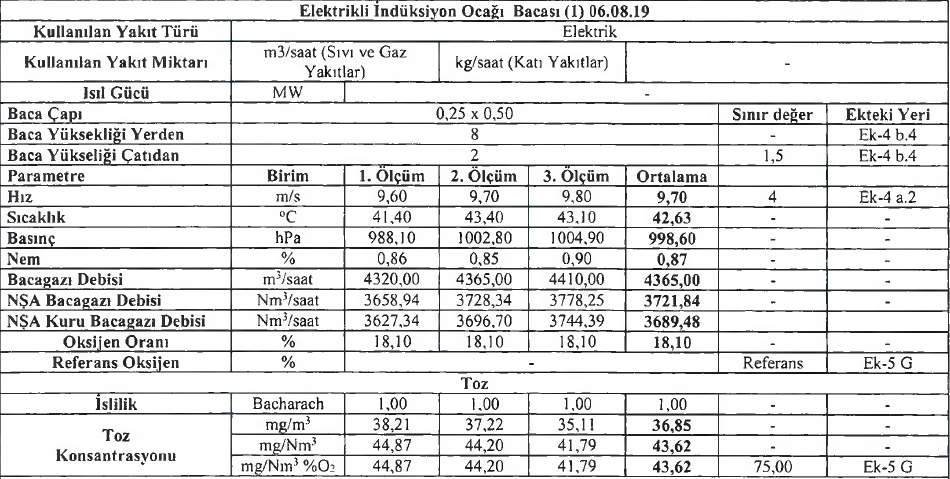 Elektrikli İndüksiyon Ocağı Bacası (1) 06.08.19
Kullanılan Yakıt Türü Elektrik
Kullanılan Yakıt Miktarı m3/saat (Sıvı ve Gaz Yakıtlar) kg/saat (Katı Yakıtlar) -
Isıl Gücü MW -
Baca Çapı 0,25 x 0,50 Sınır değer Ekteki Yeri
Baca Yüksekliği Yerden 8 - Ek-4 b.4
Baca Yükseliği Çatıdan 2 1,5 Ek-4 b.4
Parametre Birim 1. Ölçüm 2. Ölçüm 3. Ölçüm Ortalama
Hız m/s 9,60 9,70 9,80 9,70 4 Ek-4 a.2
Sıcaklık °C 41,40 43,40 43,10 42,63 - -
Basınç hPa 988,10 1002,80 1004,90 998,60 - -
Nem % 0,86 0,85 0,90 0,87 - -
Bacagazı Debisi m³/saat 4320,00 4365,00 4410,00 4365,00 - -
NŞA Bacagazı Debisi Nm³/saat 3658,94 3728,34 3778,25 3721,84 - -
NŞA Kuru Bacagazı Debisi Nm³/saat 3627,34 3696,70 3744,39 3689,48 - -
Oksijen Oranı % 18,10 18,10 18,10 18,10 - -
Referans Oksijen % - Referans Ek-5 G
Toz
İslilik Bacharach 1,00 1,00 1,00 1,00 - -
Toz Konsantrasyonu mg/m³ 38,21 37,22 35,11 36,85 - -
mg/Nm³ 44,87 44,20 41,79 43,62 - -
mg/Nm³ %O₂ 44,87 44,20 41,79 43,62 75,00 Ek-5 G